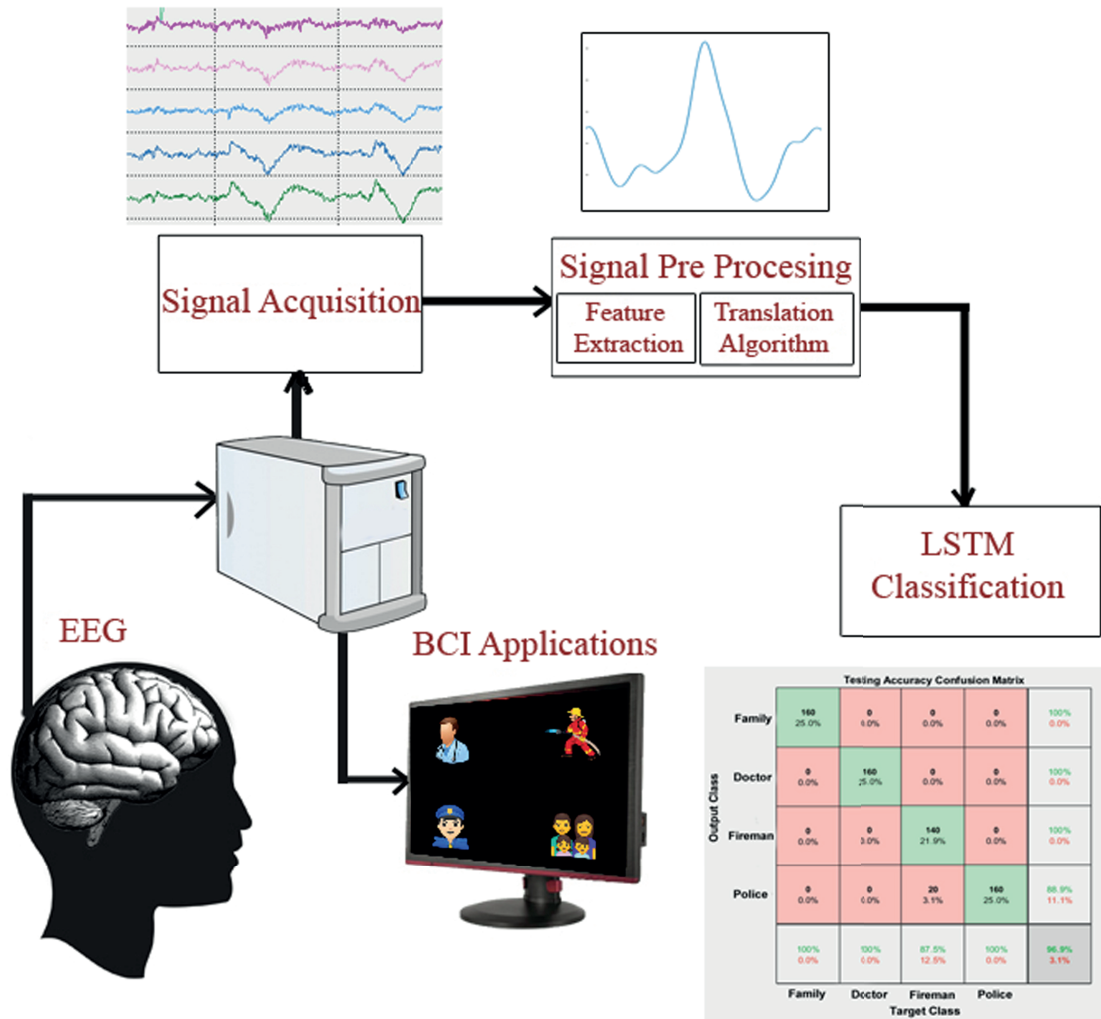 Signal Acquisition
Signal Pre Procesing
Feature
Extraction
Translation
Algorithm
LSTM
Classification
EEG
BCI Applications
Testing Accuracy Confusion Matrix
Output Class
Family
160 0 0 0 100%
25.0% 0.0% 0.0% 0.0% 0.0%
Doctor
0 160 0 0 100%
0.0% 25.0% 0.0% 0.0% 0.0%
Fireman
0 0 140 0 100%
0.0% 0.0% 21.9% 0.0% 0.0%
Police
0 0 20 160 88.9%
0.0% 0.0% 3.1% 25.0% 11.1%
100% 100% 87.5% 100% 96.9%
0.0% 0.0% 12.5% 0.0% 3.1%
Family Doctor Fireman Police
Target Class